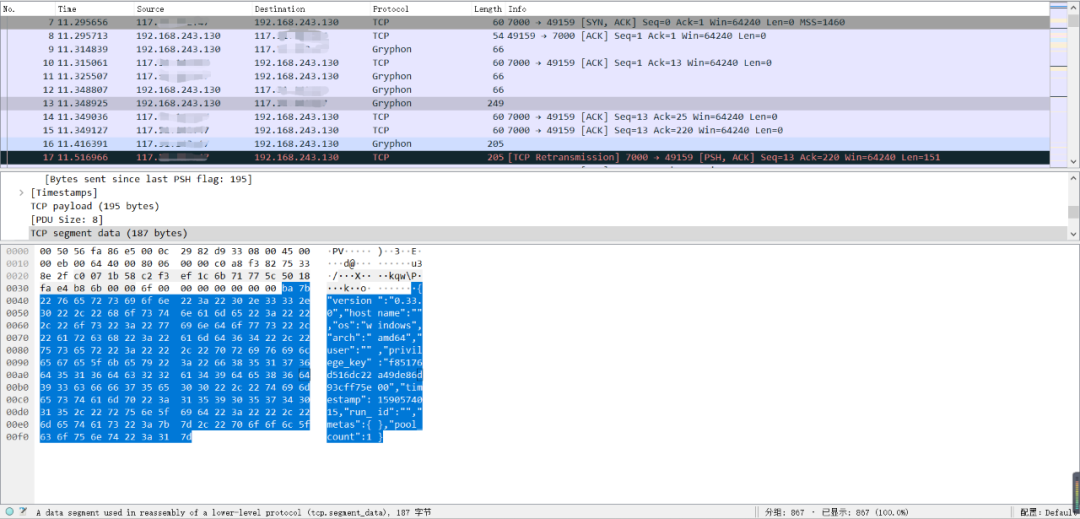 No. Time Source Destination Protocol Length Info
7 11.295656 117. 192.168.243.130 TCP 60 7000 → 49159 [SYN, ACK] Seq=0 Ack=1 Win=64240 Len=0 MSS=1460
8 11.295713 192.168.243.130 117. TCP 54 49159 → 7000 [ACK] Seq=1 Ack=1 Win=64240 Len=0
9 11.314839 192.168.243.130 117. Gryphon 66
10 11.315061 117. 192.168.243.130 TCP 60 7000 → 49159 [ACK] Seq=1 Ack=13 Win=64240 Len=0
11 11.325507 117. 192.168.243.130 Gryphon 66
12 11.348807 192.168.243.130 117. Gryphon 66
13 11.348925 192.168.243.130 117. Gryphon 249
14 11.349036 117. 192.168.243.130 TCP 60 7000 → 49159 [ACK] Seq=13 Ack=25 Win=64240 Len=0
15 11.349127 117. 192.168.243.130 TCP 60 7000 → 49159 [ACK] Seq=13 Ack=220 Win=64240 Len=0
16 11.416391 117. 192.168.243.130 Gryphon 205
17 11.516966 117. 192.168.243.130 TCP 205 [TCP Retransmission] 7000 → 49159 [PSH, ACK] Seq=13 Ack=220 Win=64240 Len=151
[Bytes sent since last PSH flag: 195]
[Timestamps]
TCP payload (195 bytes)
[PDU Size: 8]
TCP segment data (187 bytes)
0000 00 50 56 fa 86 e5 00 0c 29 82 d9 33 08 00 45 00 ·PV····· )··3··E·
0010 00 eb 00 64 40 00 80 06 00 00 c0 a8 f3 82 75 33 ···d@··· ······u3
0020 8e 2f c0 07 1b 58 c2 f3 ef 1c 6b 71 77 5c 50 18 ·/···X·· ··kqw\P·
0030 fa e4 b8 6b 00 00 6f 00 00 00 00 00 00 00 ba 7b ···k··o· ·······{
0040 22 76 65 72 73 69 6f 6e 22 3a 22 30 2e 33 33 2e "version ":"0.33.
0050 30 22 2c 22 68 6f 73 74 6e 61 6d 65 22 3a 22 22 0","host name":""
0060 2c 22 6f 73 22 3a 22 77 69 6e 64 6f 77 73 22 2c ,"os":"w indows",
0070 22 61 72 63 68 22 3a 22 61 6d 64 36 34 22 2c 22 "arch":" amd64","
0080 75 73 65 72 22 3a 22 22 2c 22 70 72 69 76 69 6c user":"" ,"privil
0090 65 67 65 5f 6b 65 79 22 3a 22 66 38 35 31 37 36 ege_key" :"f85176
00a0 64 35 31 36 64 63 32 32 61 34 39 64 65 38 36 64 d516dc22 a49de86d
00b0 39 33 63 66 66 37 35 65 30 30 22 2c 22 74 69 6d 93cff75e 00","tim
00c0 65 73 74 61 6d 70 22 3a 31 35 39 30 35 37 34 30 estamp": 15905740
00d0 31 35 2c 22 72 75 6e 5f 69 64 22 3a 22 22 2c 22 15,"run_ id":"","
00e0 6d 65 74 61 73 22 3a 7b 7d 2c 22 70 6f 6f 6c 5f metas":{ },"pool_
00f0 63 6f 75 6e 74 22 3a 31 7d count":1 }
A data segment used in reassembly of a lower-level protocol (tcp.segment_data), 187 字节 分组: 867 · 已显示: 867 (100.0%) 配置: Default